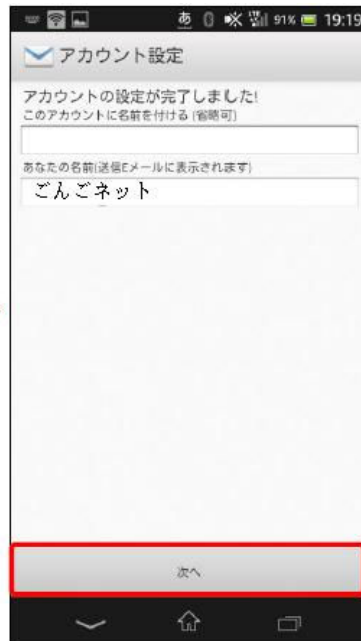 あ 91% 19:19
アカウント設定
アカウントの設定が完了しました!
このアカウントに名前を付ける (省略可)
あなたの名前(送信Eメールに表示されます)
ごんごネット
次へ